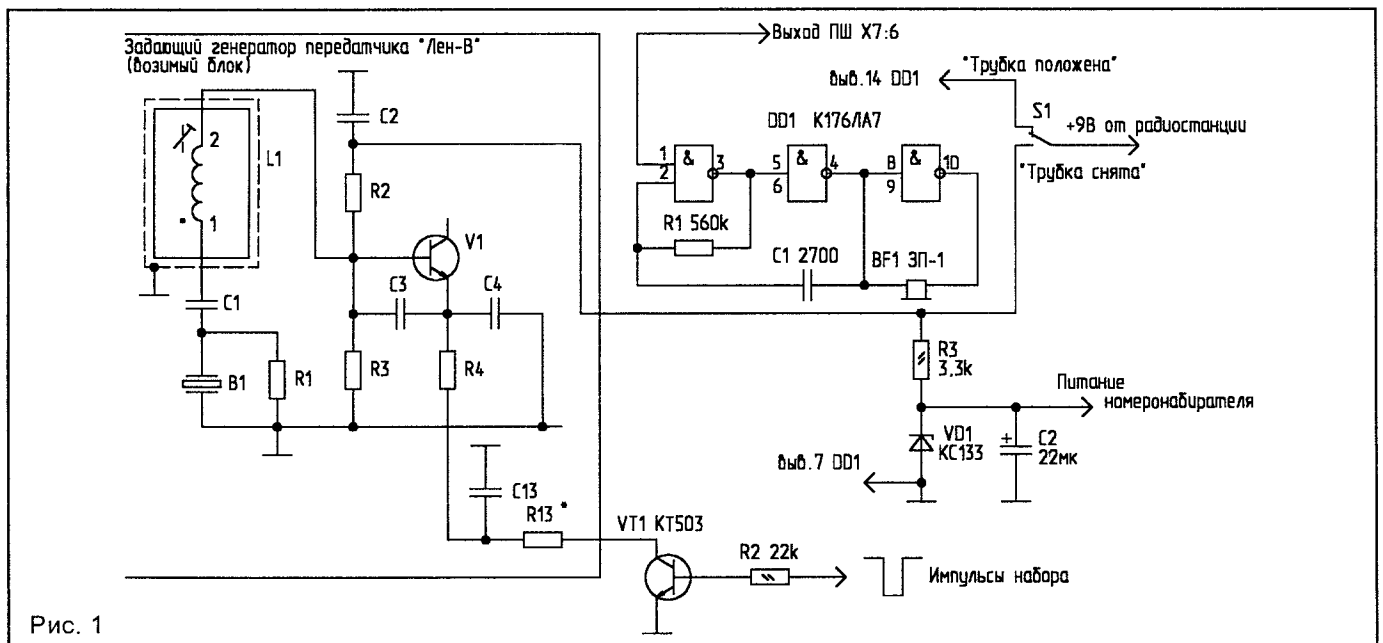 Задающий генератор передатчика "Лен-В"
(возимый блок)
Выход ПШ X7:6
выв.14 DD1
"Трубка положена"
S1
+9В от радиостанции
"Трубка снята"
DD1 К176ЛА7
1
2
&
3
5
6
&
4
8
9
&
10
R1 560k
C1 2700
BF1 ЗП-1
2
1
L1
C2
R2
V1
C1
C3
C4
B1
R1
R3
R4
R3
3,3k
Питание
номеронабирателя
VD1
КС133
+
C2
22мк
выв.7 DD1
C13
R13 *
VT1 КТ503
R2 22k
Импульсы набора
Рис. 1